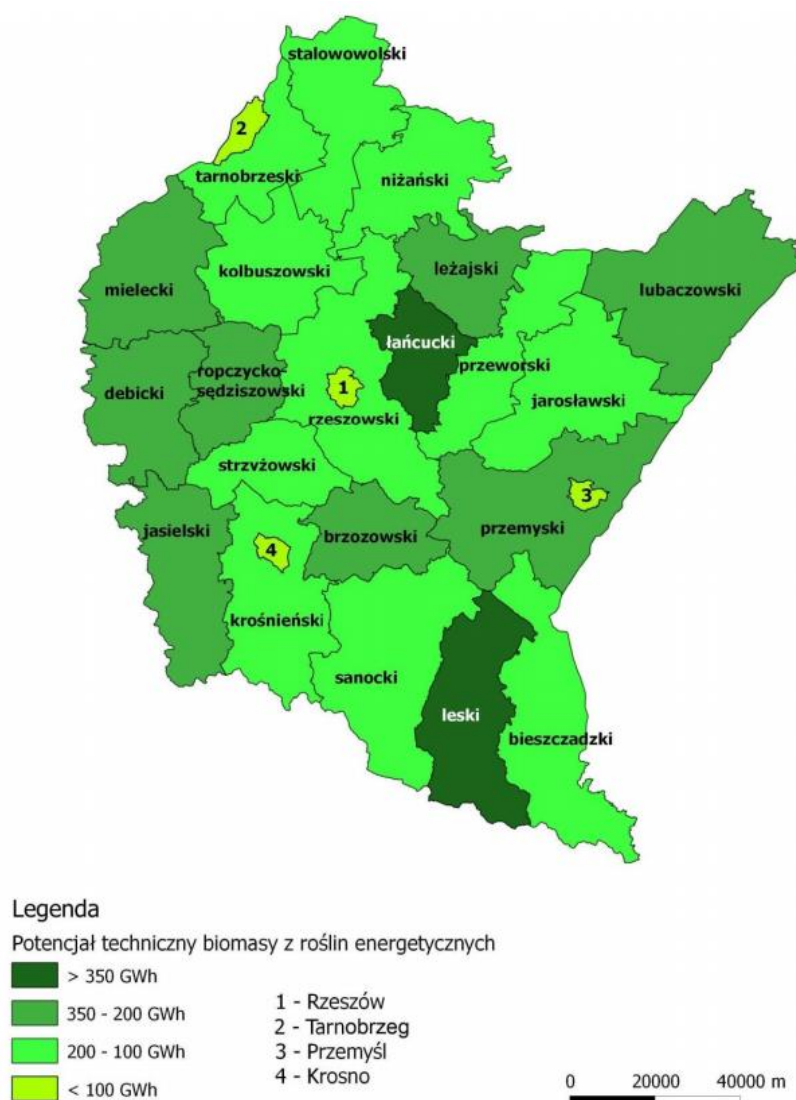 stalowowolski
2
tarnobrzeski
niżański
kolbuszowski
leżajski
mielecki
lubaczowski
łańcucki
ropczycko-
sędziszowski
debicki
przeworski
1
jarosławski
rzeszowski
strzvżowski
3
jasielski
brzozowski
przemyski
4
krośnieński
sanocki
leski
bieszczadzki
Legenda
Potencjał techniczny biomasy z roślin energetycznych
> 350 GWh
350 - 200 GWh
200 - 100 GWh
< 100 GWh
1 - Rzeszów
2 - Tarnobrzeg
3 - Przemyśl
4 - Krosno
0 20000 40000 m